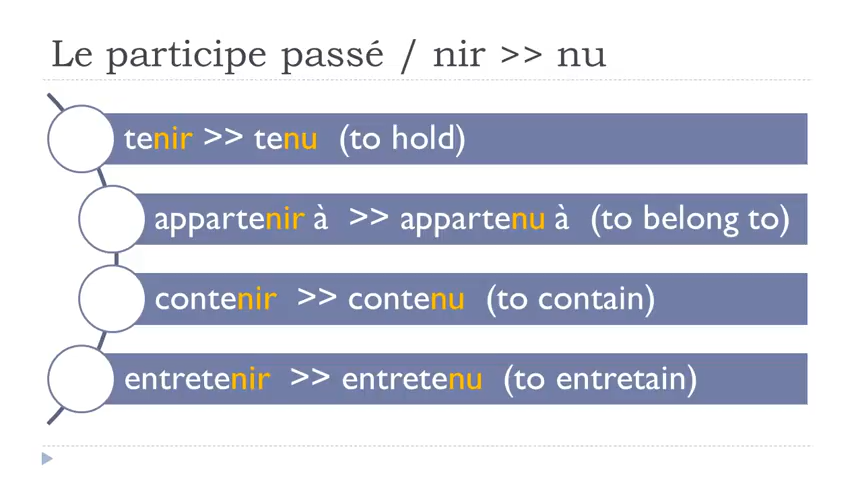 Le participe passé / nir >> nu
tenir >> tenu (to hold)
appartenir à >> appartenu à (to belong to)
contenir >> contenu (to contain)
entretenir >> entretenu (to entretain)